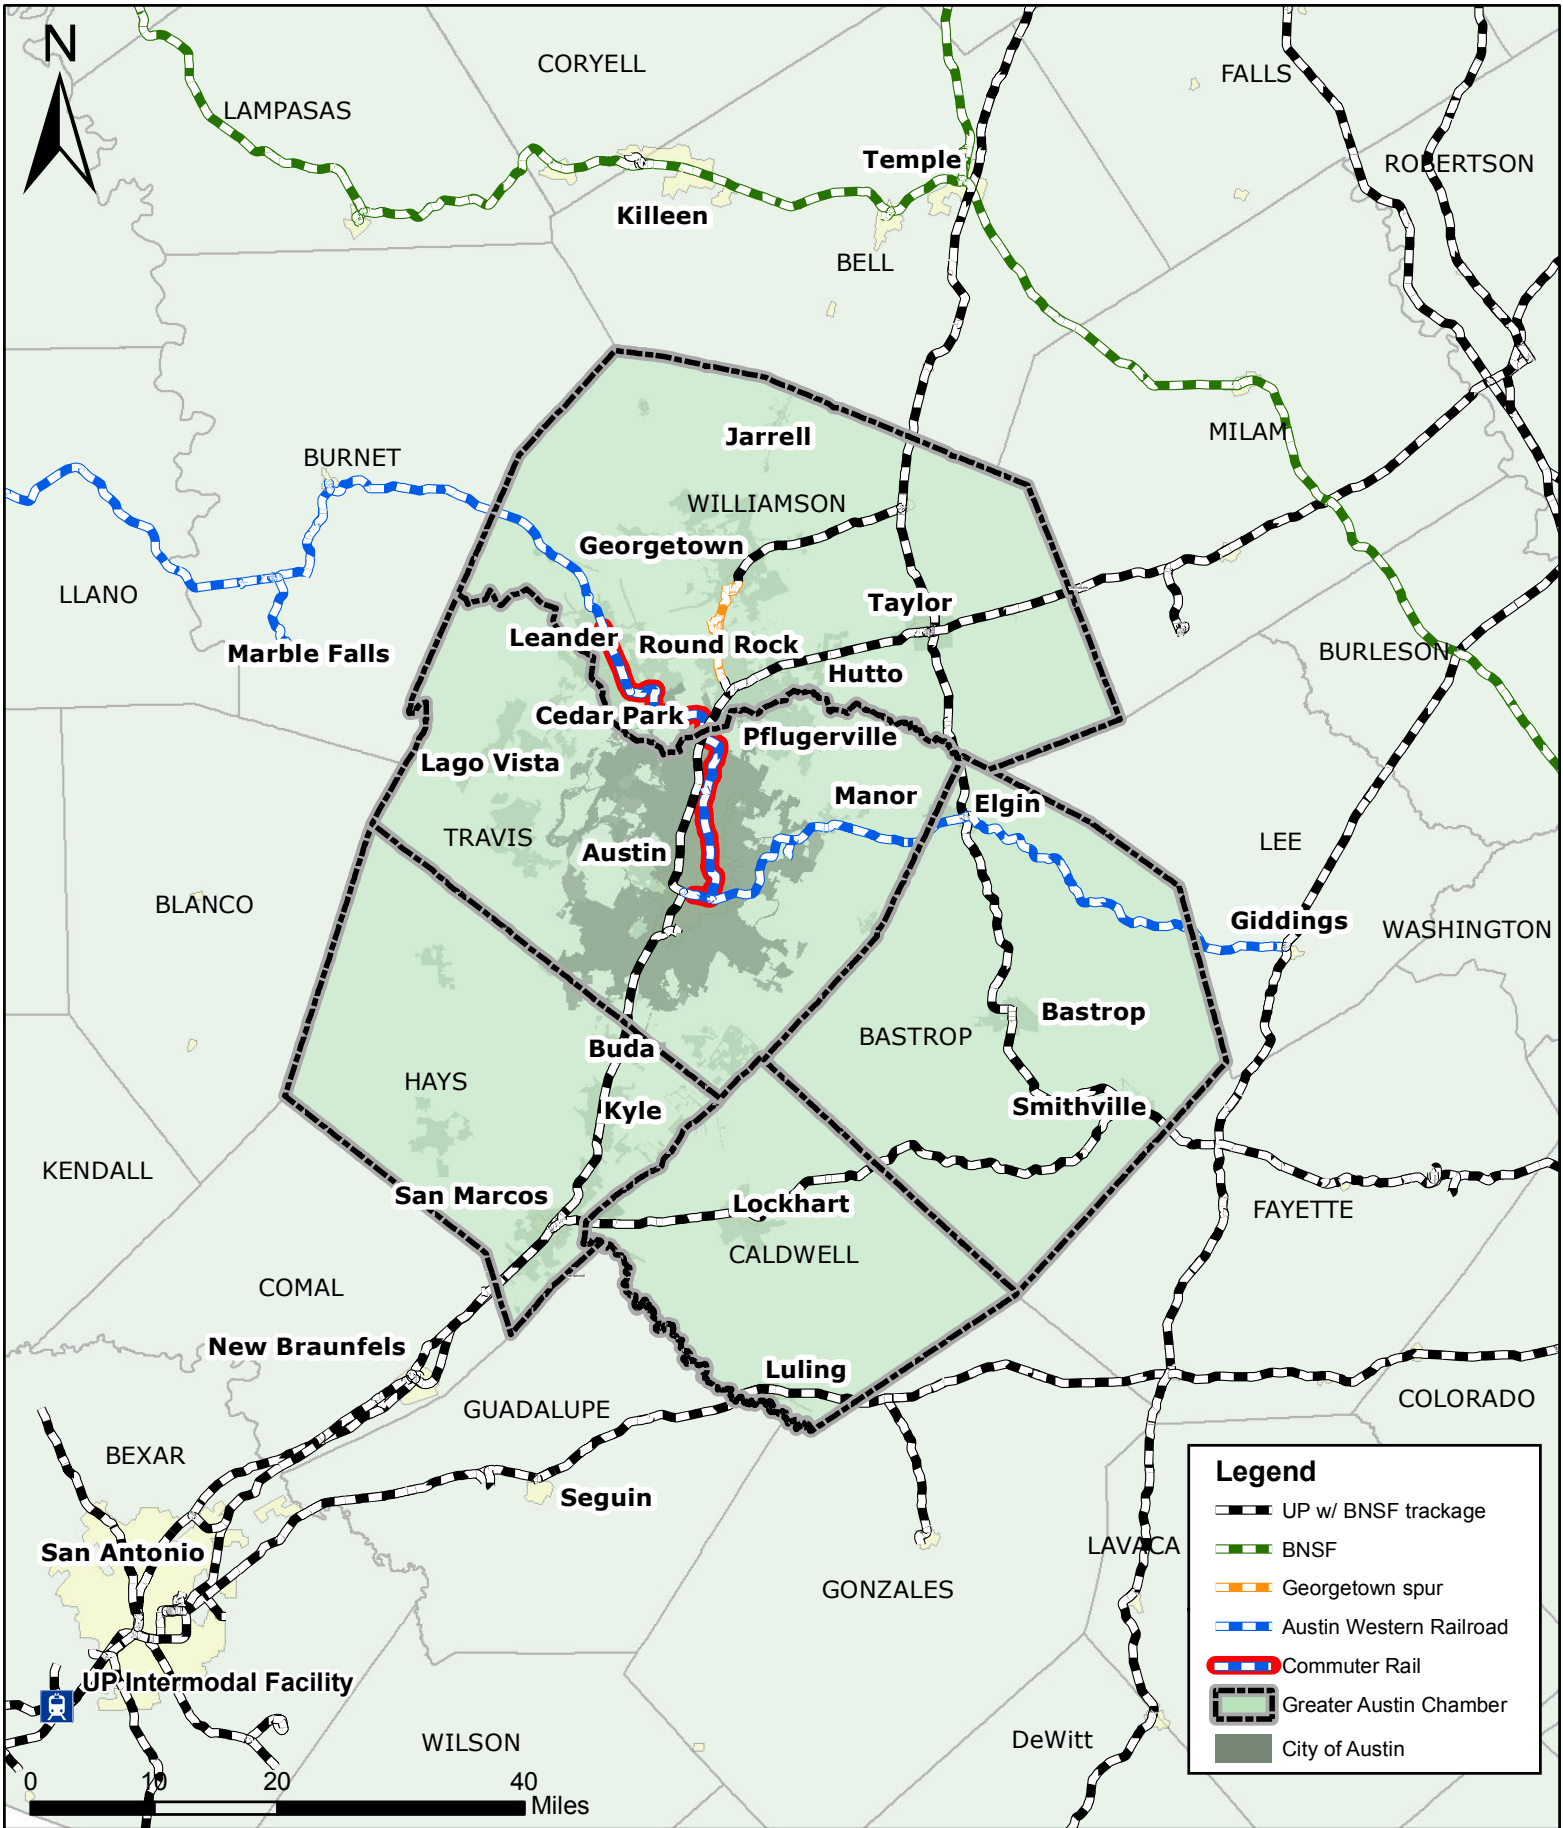 N
CORYELL
FALLS
LAMPASAS
Temple
ROBERTSON
Killeen
BELL
Jarrell
MILAM
BURNET
WILLIAMSON
Georgetown
LLANO
Taylor
Leander
Round Rock
Marble Falls
BURLESON
Hutto
Cedar Park
Pflugerville
Lago Vista
Manor
Elgin
TRAVIS
Austin
LEE
BLANCO
Giddings
WASHINGTON
Bastrop
BASTROP
Buda
HAYS
Kyle
Smithville
KENDALL
San Marcos
Lockhart
FAYETTE
CALDWELL
COMAL
New Braunfels
Luling
COLORADO
GUADALUPE
BEXAR
Seguin
San Antonio
LAVACA
GONZALES
UP Intermodal Facility
WILSON
DeWitt
Legend
UP w/ BNSF trackage
BNSF
Georgetown spur
Austin Western Railroad
Commuter Rail
Greater Austin Chamber
City of Austin
0 10 20 40
Miles